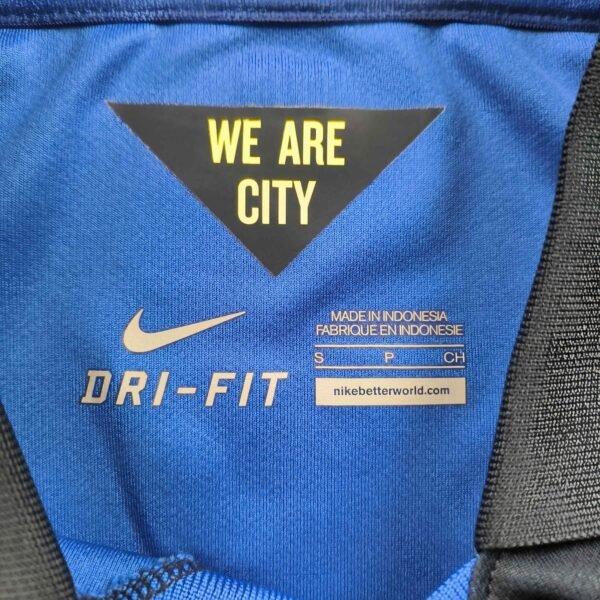 WE ARE
CITY
DRI-FIT
MADE IN INDONESIA
FABRIQUE EN INDONESIE
S P CH
nikebetterworld.com